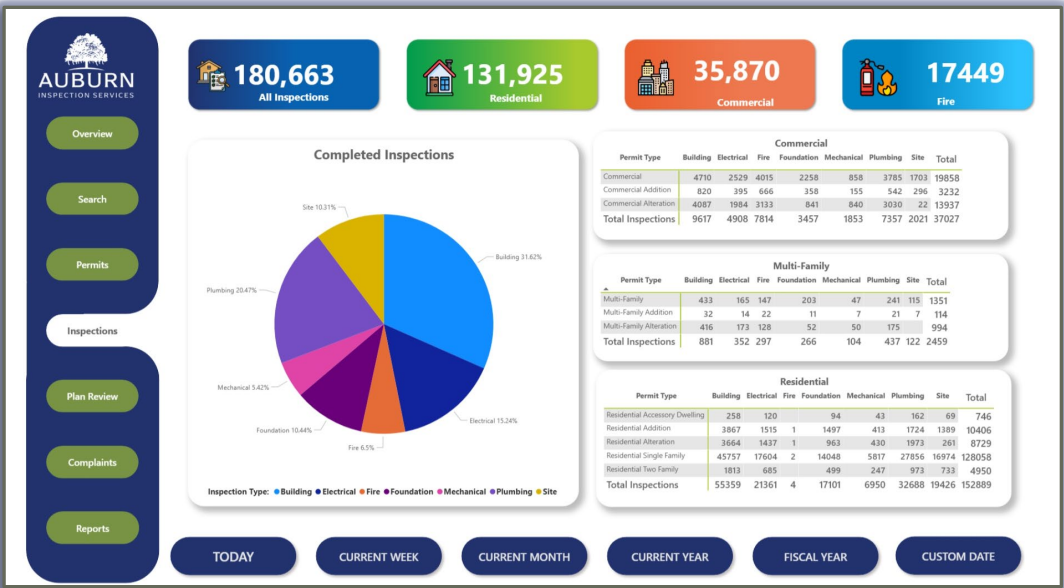 AUBURN
INSPECTION SERVICES
Overview
Search
Permits
Inspections
Plan Review
Complaints
Reports
180,663
All Inspections
131,925
Residential
35,870
Commercial
17449
Fire
Completed Inspections
Site 10.31%
Building 31.62%
Plumbing 20.47%
Mechanical 5.42%
Electrical 15.24%
Foundation 10.44%
Fire 6.5%
Inspection Type: Building Electrical Fire Foundation Mechanical Plumbing Site
Commercial
Permit Type Building Electrical Fire Foundation Mechanical Plumbing Site Total
Commercial 4710 2529 4015 2258 858 3785 1703 19858
Commercial Addition 820 395 666 358 155 542 296 3232
Commercial Alteration 4087 1984 3133 841 840 3030 22 13937
Total Inspections 9617 4908 7814 3457 1853 7357 2021 37027
Multi-Family
Permit Type Building Electrical Fire Foundation Mechanical Plumbing Site Total
Multi-Family 433 165 147 203 47 241 115 1351
Multi-Family Addition 32 14 22 11 7 21 7 114
Multi-Family Alteration 416 173 128 52 50 175 994
Total Inspections 881 352 297 266 104 437 122 2459
Residential
Permit Type Building Electrical Fire Foundation Mechanical Plumbing Site Total
Residential Accessory Dwelling 258 120 94 43 162 69 746
Residential Addition 3867 1515 1 1497 413 1724 1389 10406
Residential Alteration 3664 1437 1 963 430 1973 261 8729
Residential Single Family 45757 17604 2 14048 5817 27856 16974 128058
Residential Two Family 1813 685 499 247 973 733 4950
Total Inspections 55359 21361 4 17101 6950 32688 19426 152889
TODAY
CURRENT WEEK
CURRENT MONTH
CURRENT YEAR
FISCAL YEAR
CUSTOM DATE